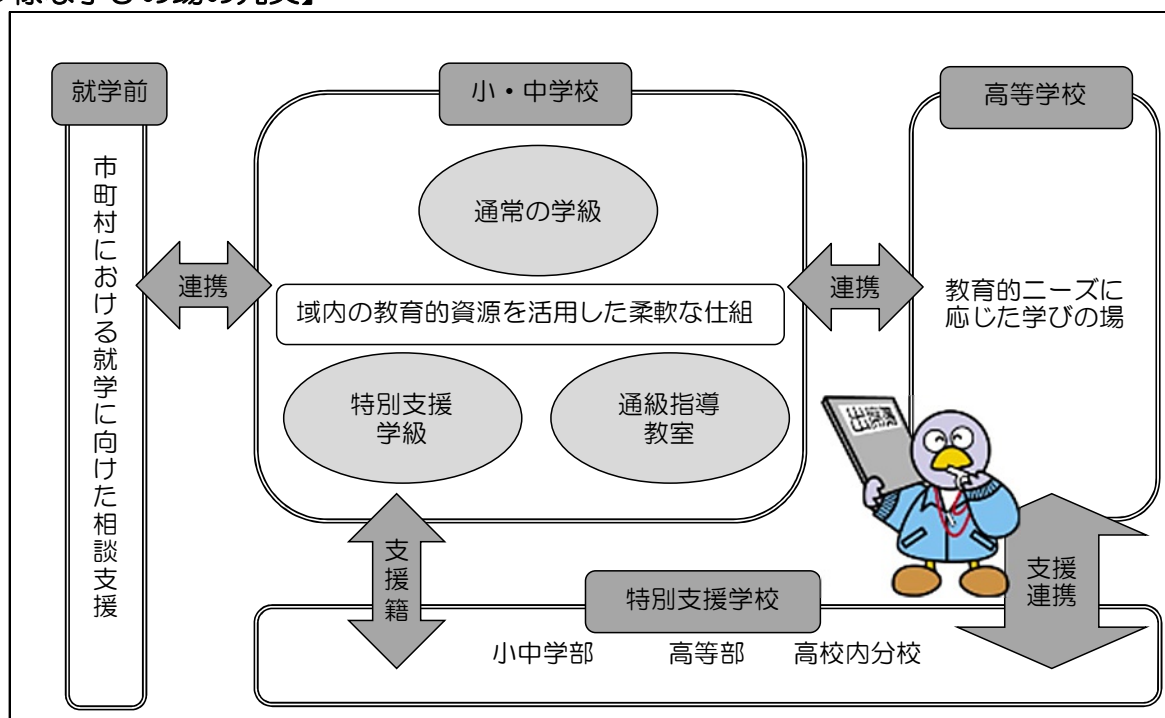 就学前
市町村における就学に向けた相談支援
連携
小・中学校
通常の学級
域内の教育的資源を活用した柔軟な仕組
特別支援
学級
通級指導
教室
連携
高等学校
教育的ニーズに
応じた学びの場
支援籍
支援
連携
特別支援学校
小中学部 高等部 高校内分校